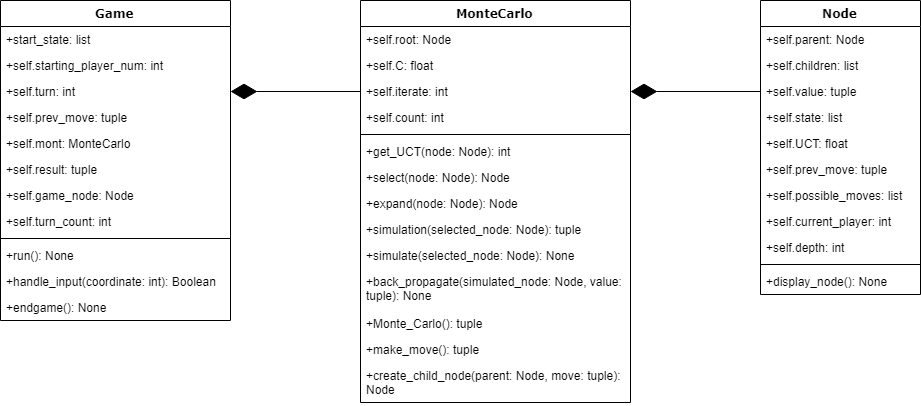 Game
+start_state: list
+self.starting_player_num: int
+self.turn: int
+self.prev_move: tuple
+self.mont: MonteCarlo
+self.result: tuple
+self.game_node: Node
+self.turn_count: int
+run(): None
+handle_input(coordinate: int): Boolean
+endgame(): None
MonteCarlo
+self.root: Node
+self.C: float
+self.iterate: int
+self.count: int
+get_UCT(node: Node): int
+select(node: Node): Node
+expand(node: Node): Node
+simulation(selected_node: Node): tuple
+simulate(selected_node: Node): None
+back_propagate(simulated_node: Node, value:
tuple): None
+Monte_Carlo(): tuple
+make_move(): tuple
+create_child_node(parent: Node, move: tuple):
Node
Node
+self.parent: Node
+self.children: list
+self.value: tuple
+self.state: list
+self.UCT: float
+self.prev_move: tuple
+self.possible_moves: list
+self.current_player: int
+self.depth: int
+display_node(): None